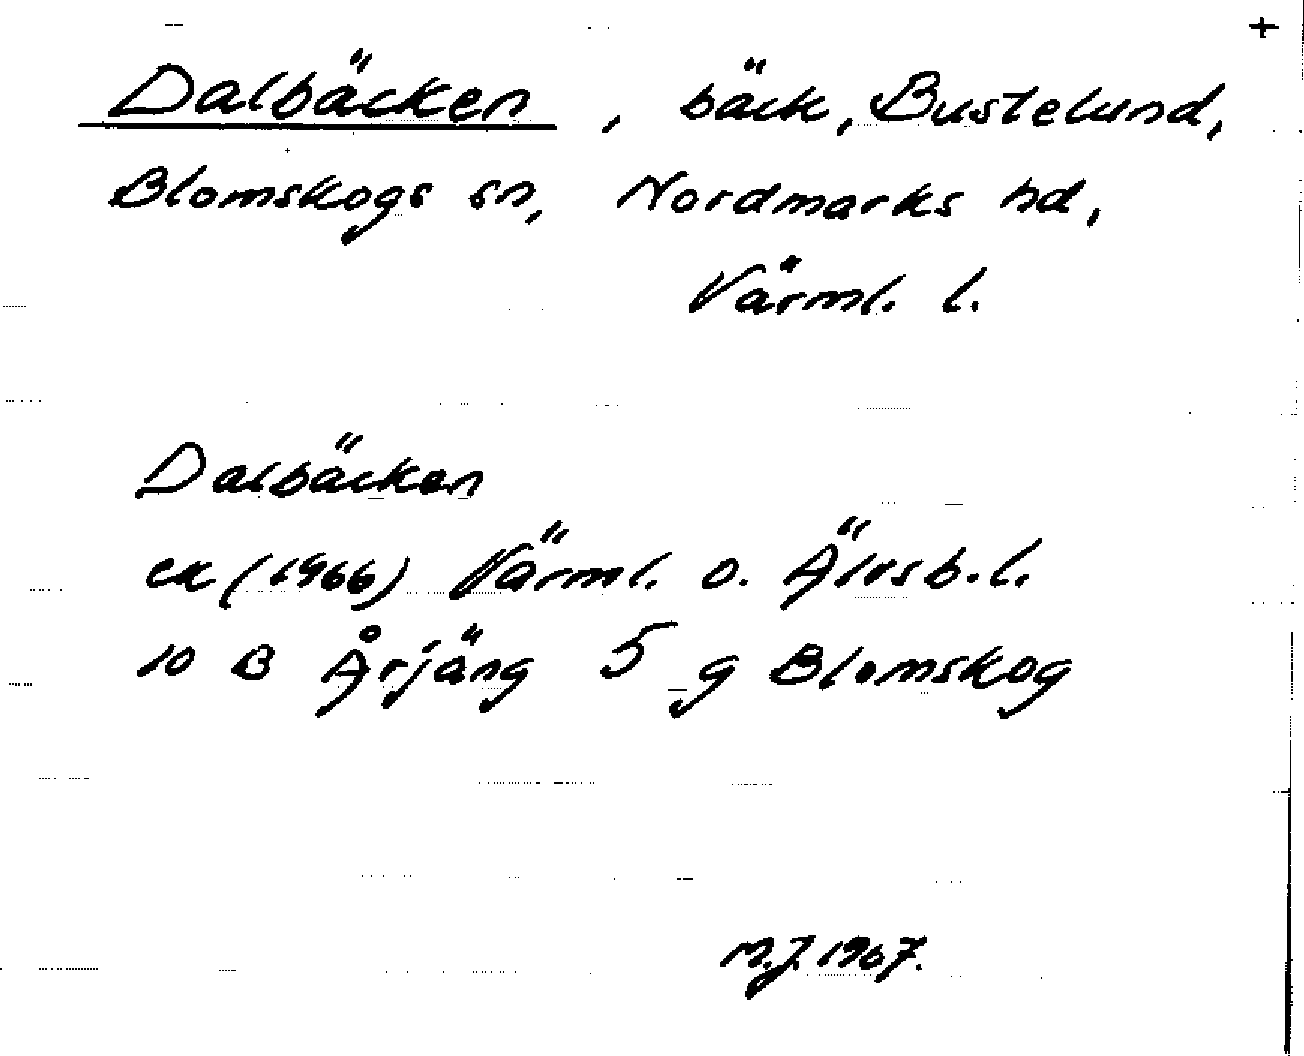 +
Dalbäcken, bäck, Bustelund,
Blomskogs sn, Nordmarks hd,
Värml. l.
Dalbäcken
ek (1966) Värml. o. Älvsb. l.
10 B Årjäng 5 g Blomskog
M.J. 1967.